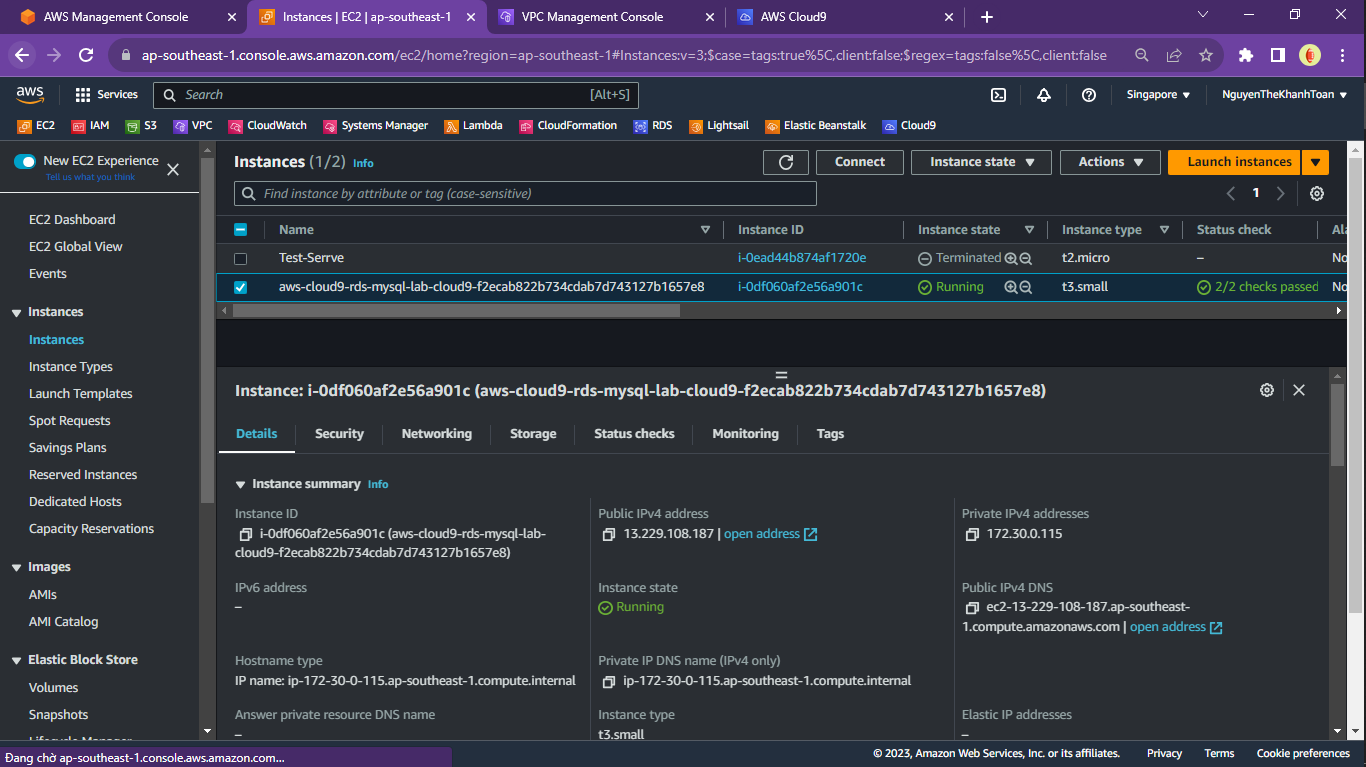 AWS Management Console
Instances | EC2 | ap-southeast-1
VPC Management Console
AWS Cloud9
ap-southeast-1.console.aws.amazon.com/ec2/home?region=ap-southeast-1#Instances:v=3;$case=tags:true%5C,client:false;$regex=tags:false%5C,client:false
aws
Services
Search
[Alt+S]
Singapore
NguyenTheKhanhToan
EC2
IAM
S3
VPC
CloudWatch
Systems Manager
Lambda
CloudFormation
RDS
Lightsail
Elastic Beanstalk
Cloud9
New EC2 Experience
Tell us what you think
EC2 Dashboard
EC2 Global View
Events
Instances
Instances
Instance Types
Launch Templates
Spot Requests
Savings Plans
Reserved Instances
Dedicated Hosts
Capacity Reservations
Images
AMIs
AMI Catalog
Elastic Block Store
Volumes
Snapshots
Lifecycle Manager
Instances (1/2) Info
Connect
Instance state
Actions
Launch instances
Find instance by attribute or tag (case-sensitive)
1
Name
Instance ID
Instance state
Instance type
Status check
Ala
Test-Serrve
i-0ead44b874af1720e
Terminated
t2.micro
–
No
aws-cloud9-rds-mysql-lab-cloud9-f2ecab822b734cdab7d743127b1657e8
i-0df060af2e56a901c
Running
t3.small
2/2 checks passed
No
Instance: i-0df060af2e56a901c (aws-cloud9-rds-mysql-lab-cloud9-f2ecab822b734cdab7d743127b1657e8)
Details
Security
Networking
Storage
Status checks
Monitoring
Tags
Instance summary Info
Instance ID
i-0df060af2e56a901c (aws-cloud9-rds-mysql-lab-
cloud9-f2ecab822b734cdab7d743127b1657e8)
Public IPv4 address
13.229.108.187 | open address
Private IPv4 addresses
172.30.0.115
IPv6 address
–
Instance state
Running
Public IPv4 DNS
ec2-13-229-108-187.ap-southeast-
1.compute.amazonaws.com | open address
Hostname type
IP name: ip-172-30-0-115.ap-southeast-1.compute.internal
Private IP DNS name (IPv4 only)
ip-172-30-0-115.ap-southeast-1.compute.internal
Answer private resource DNS name
–
Instance type
t3.small
Elastic IP addresses
–
Đang chờ ap-southeast-1.console.aws.amazon.com...
© 2023, Amazon Web Services, Inc. or its affiliates.
Privacy
Terms
Cookie preferences